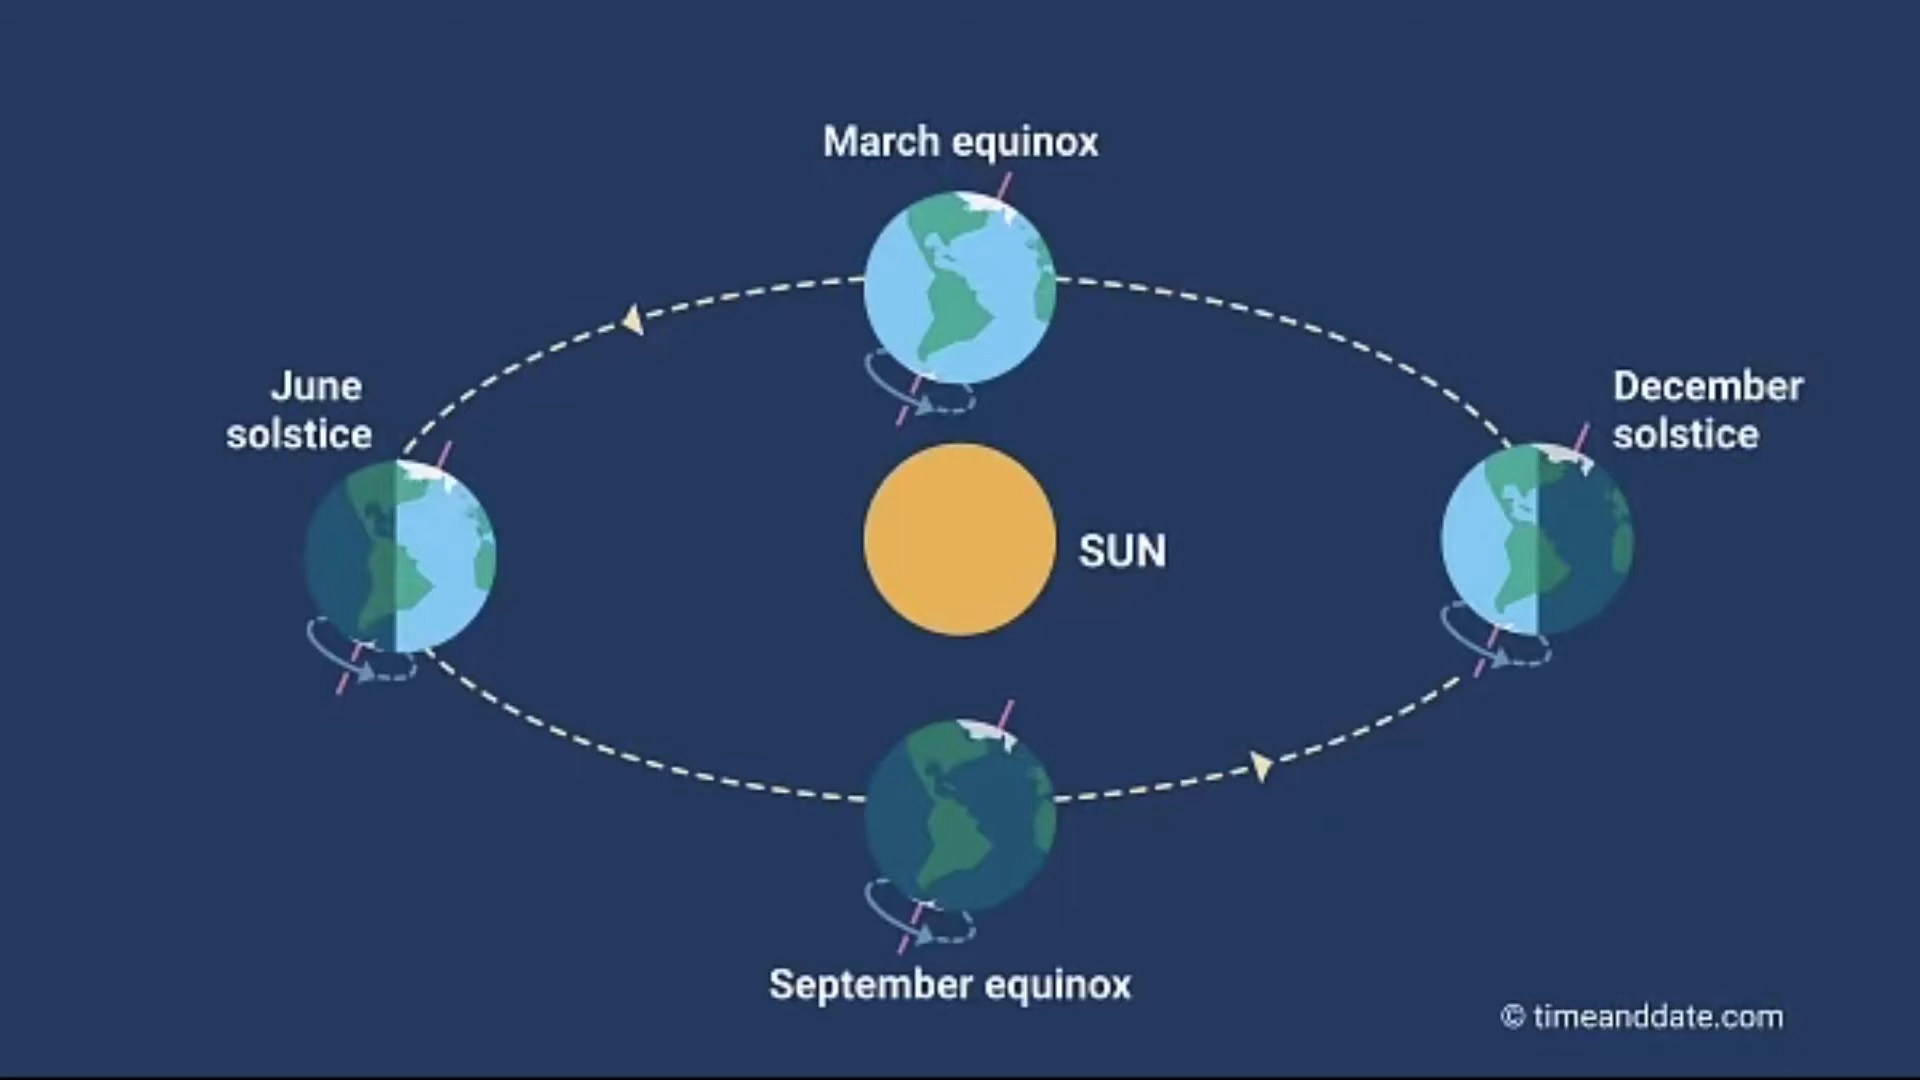 March equinox
June
solstice
December
solstice
SUN
September equinox
© timeanddate.com